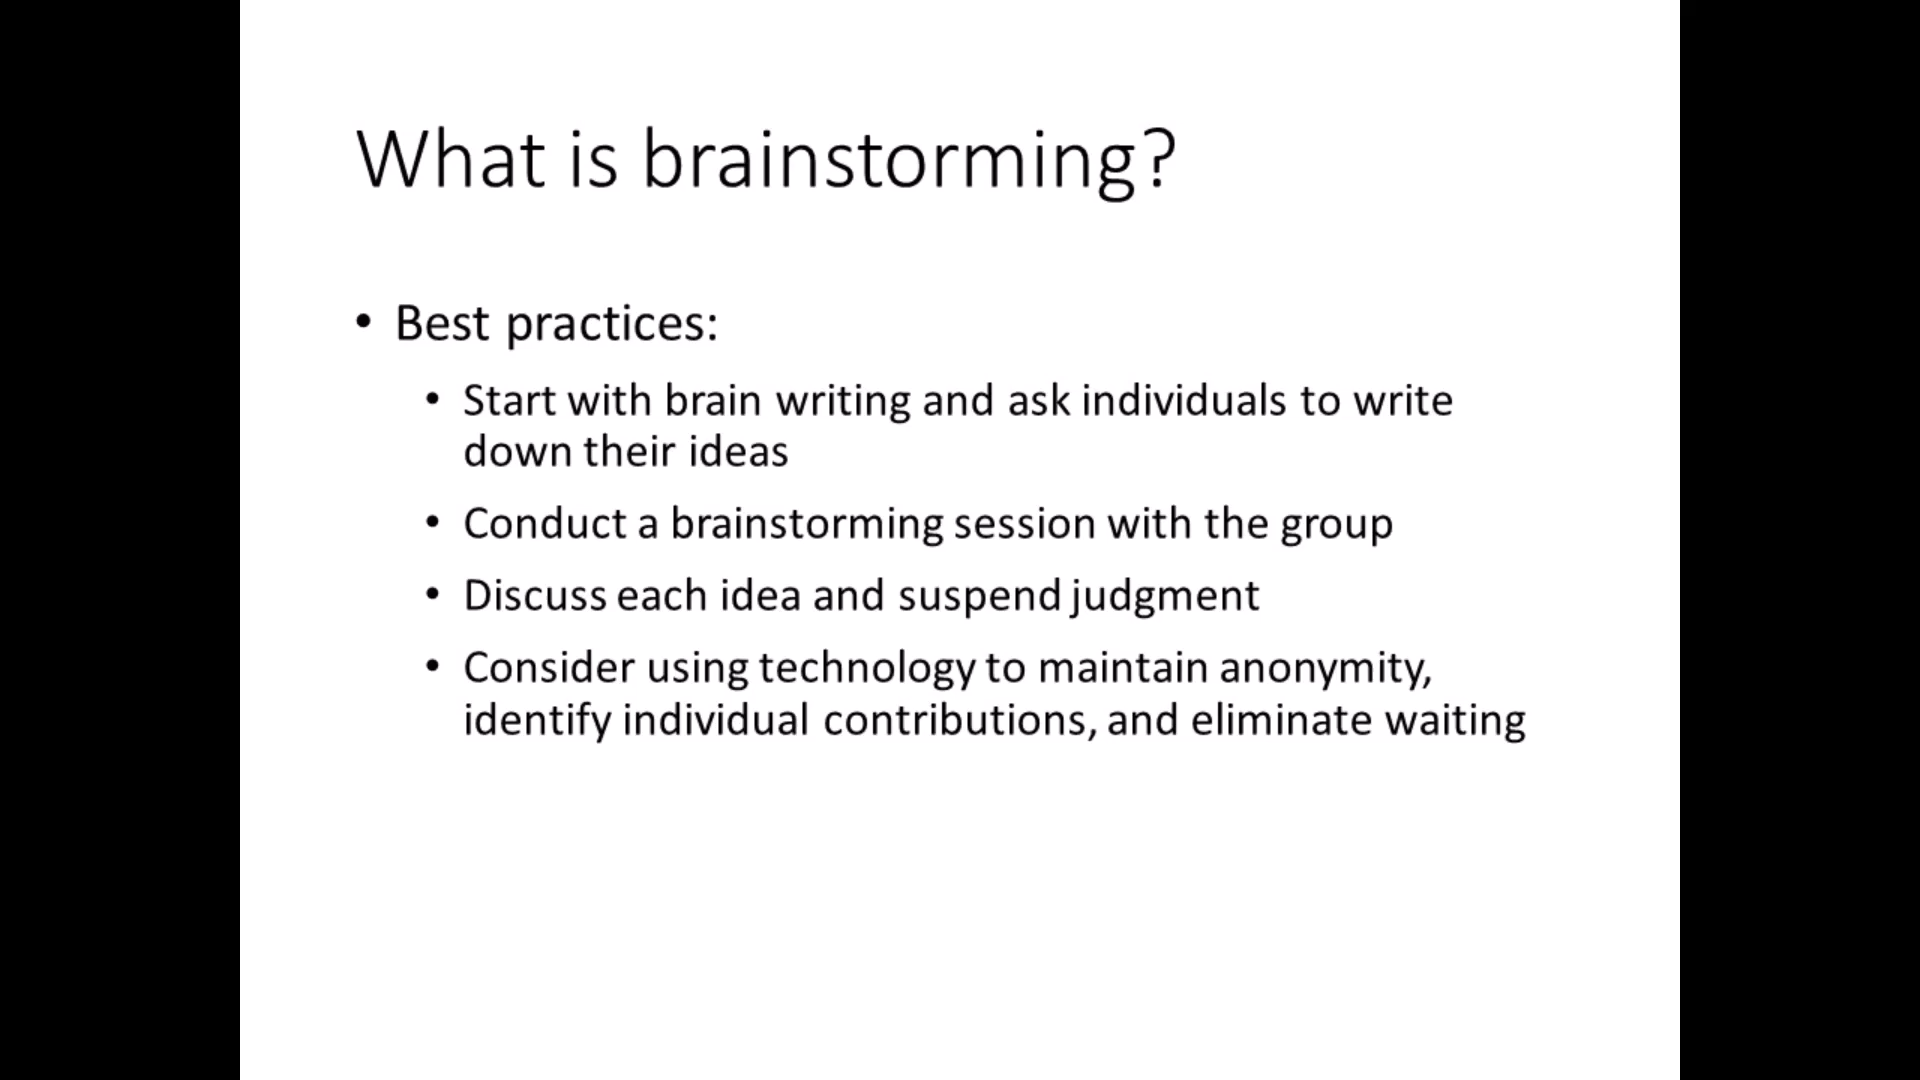 What is brainstorming?
• Best practices:
• Start with brain writing and ask individuals to write
down their ideas
• Conduct a brainstorming session with the group
• Discuss each idea and suspend judgment
• Consider using technology to maintain anonymity,
identify individual contributions, and eliminate waiting